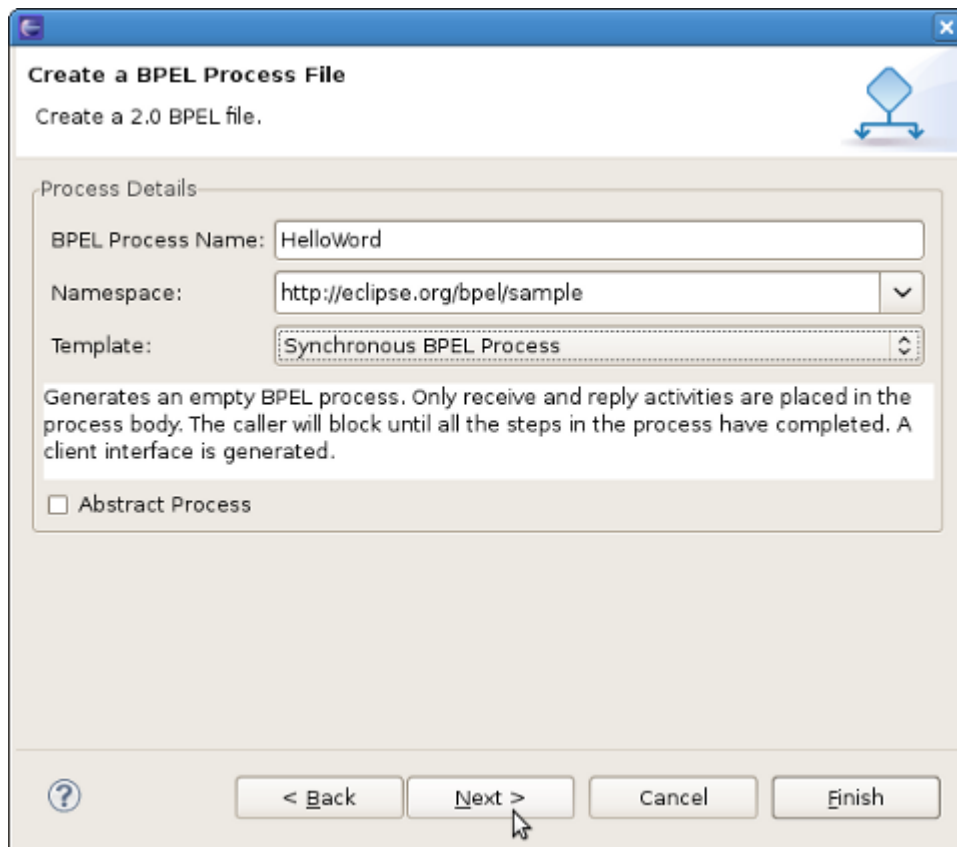 Create a BPEL Process File
Create a 2.0 BPEL file.
Process Details
BPEL Process Name: HelloWord
Namespace: http://eclipse.org/bpel/sample
Template: Synchronous BPEL Process
Generates an empty BPEL process. Only receive and reply activities are placed in the
process body. The caller will block until all the steps in the process have completed. A
client interface is generated.
Abstract Process
? < Back Next > Cancel Finish